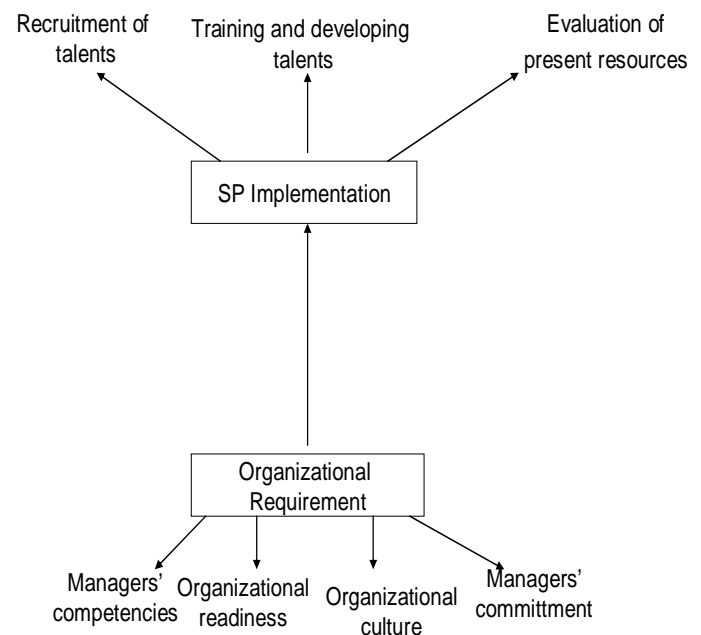 Recruitment of
talents
Training and developing
talents
Evaluation of
present resources
SP Implementation
Organizational
Requirement
Managers’
competencies
Organizational
readiness
Organizational
culture
Managers’
committment